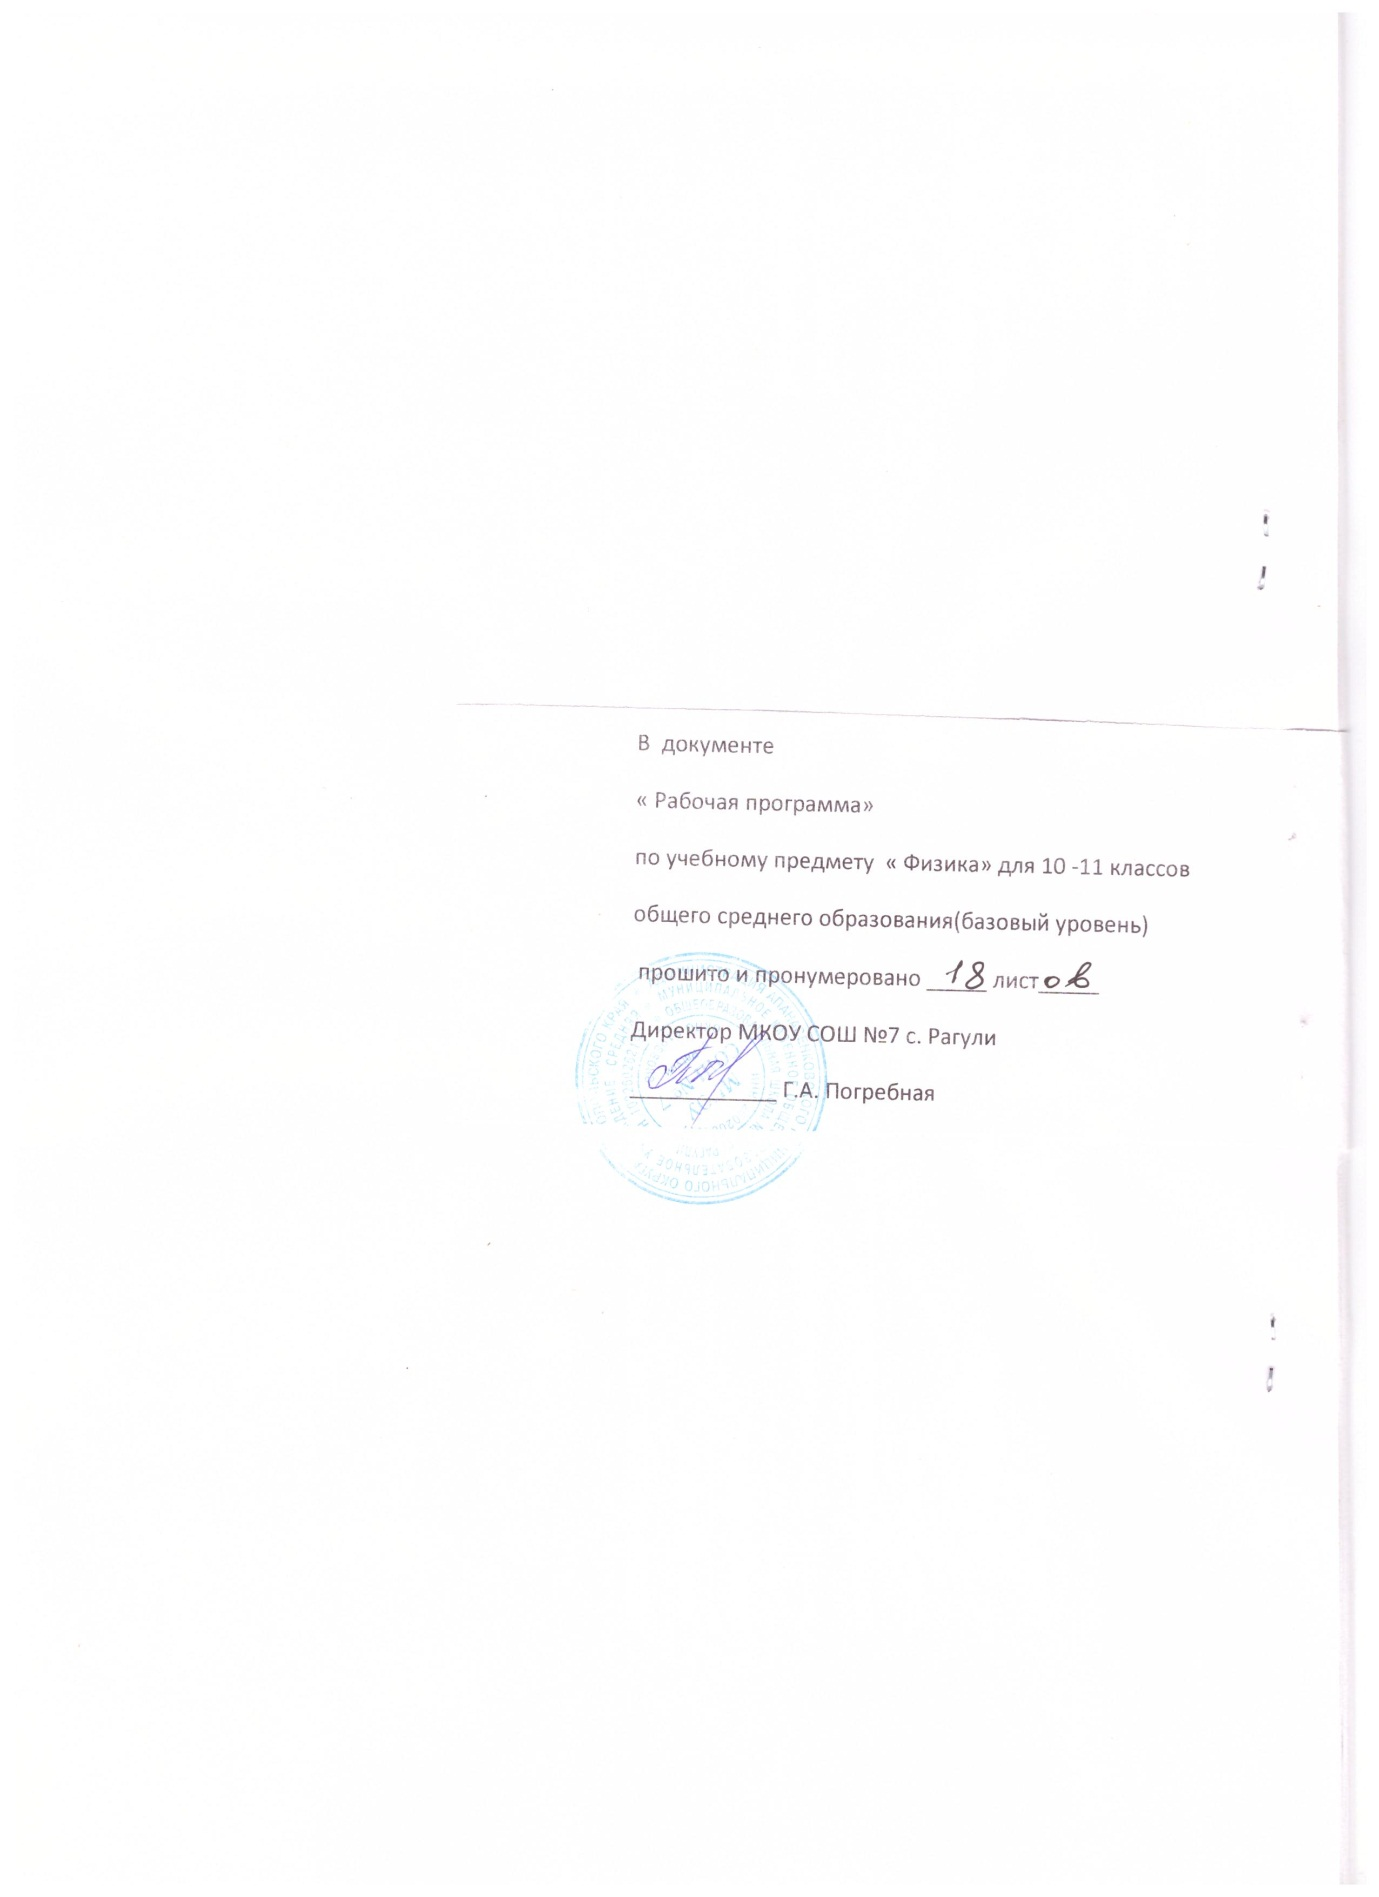 В документе
« Рабочая программа»
по учебному предмету « Физика» для 10 -11 классов
общего среднего образования(базовый уровень)
прошито и пронумеровано 18 листов
Директор МКОУ СОШ №7 с. Рагули
Г.А. Погребная